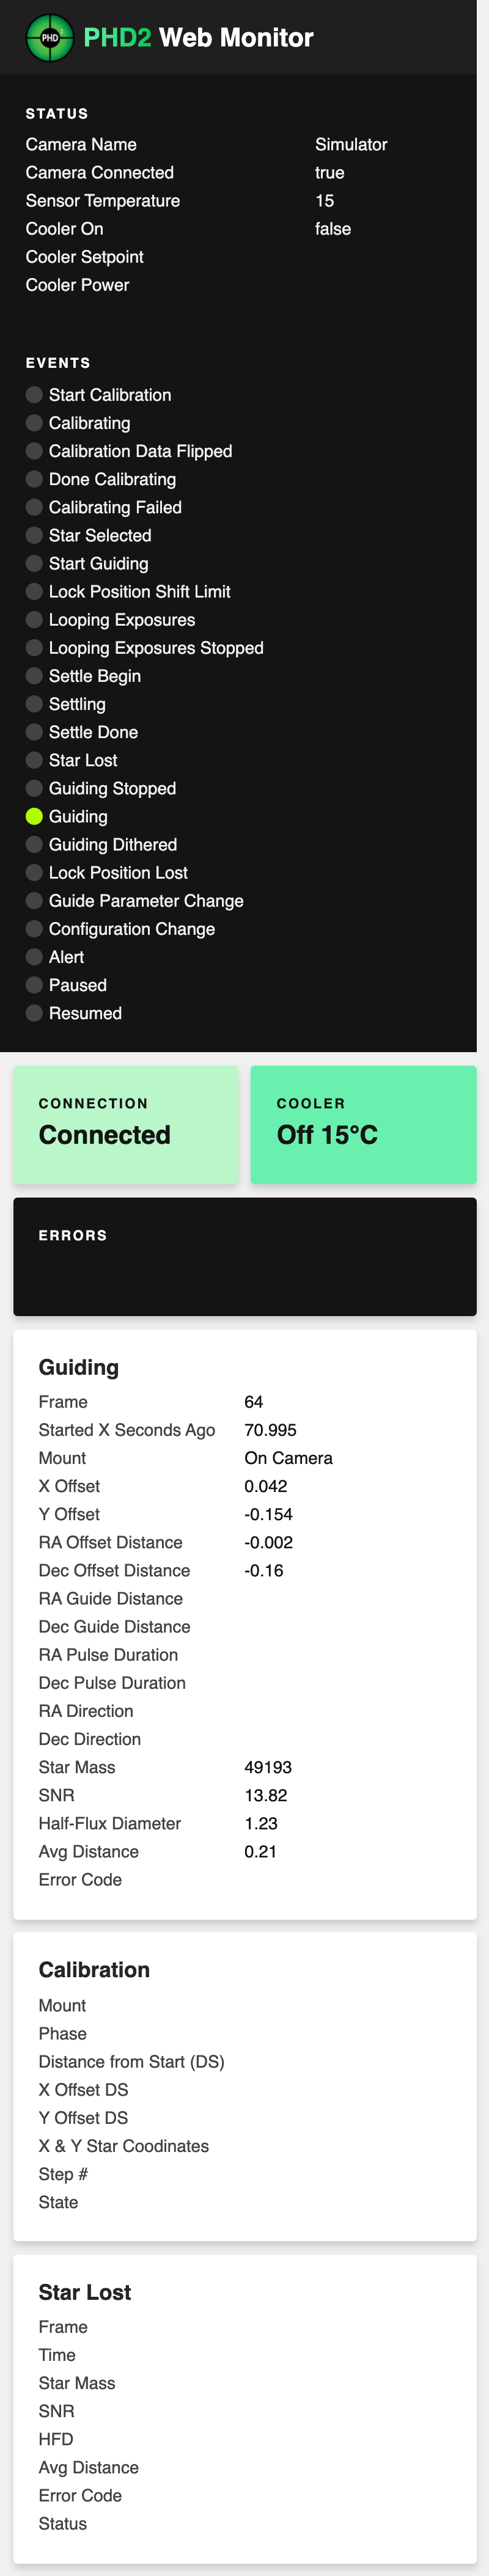 PHD2 Web Monitor
STATUS
Camera Name Simulator
Camera Connected true
Sensor Temperature 15
Cooler On false
Cooler Setpoint
Cooler Power
EVENTS
Start Calibration
Calibrating
Calibration Data Flipped
Done Calibrating
Calibrating Failed
Star Selected
Start Guiding
Lock Position Shift Limit
Looping Exposures
Looping Exposures Stopped
Settle Begin
Settling
Settle Done
Star Lost
Guiding Stopped
Guiding
Guiding Dithered
Lock Position Lost
Guide Parameter Change
Configuration Change
Alert
Paused
Resumed
CONNECTION
Connected
COOLER
Off 15°C
ERRORS
Guiding
Frame 64
Started X Seconds Ago 70.995
Mount On Camera
X Offset 0.042
Y Offset -0.154
RA Offset Distance -0.002
Dec Offset Distance -0.16
RA Guide Distance
Dec Guide Distance
RA Pulse Duration
Dec Pulse Duration
RA Direction
Dec Direction
Star Mass 49193
SNR 13.82
Half-Flux Diameter 1.23
Avg Distance 0.21
Error Code
Calibration
Mount
Phase
Distance from Start (DS)
X Offset DS
Y Offset DS
X & Y Star Coodinates
Step #
State
Star Lost
Frame
Time
Star Mass
SNR
HFD
Avg Distance
Error Code
Status